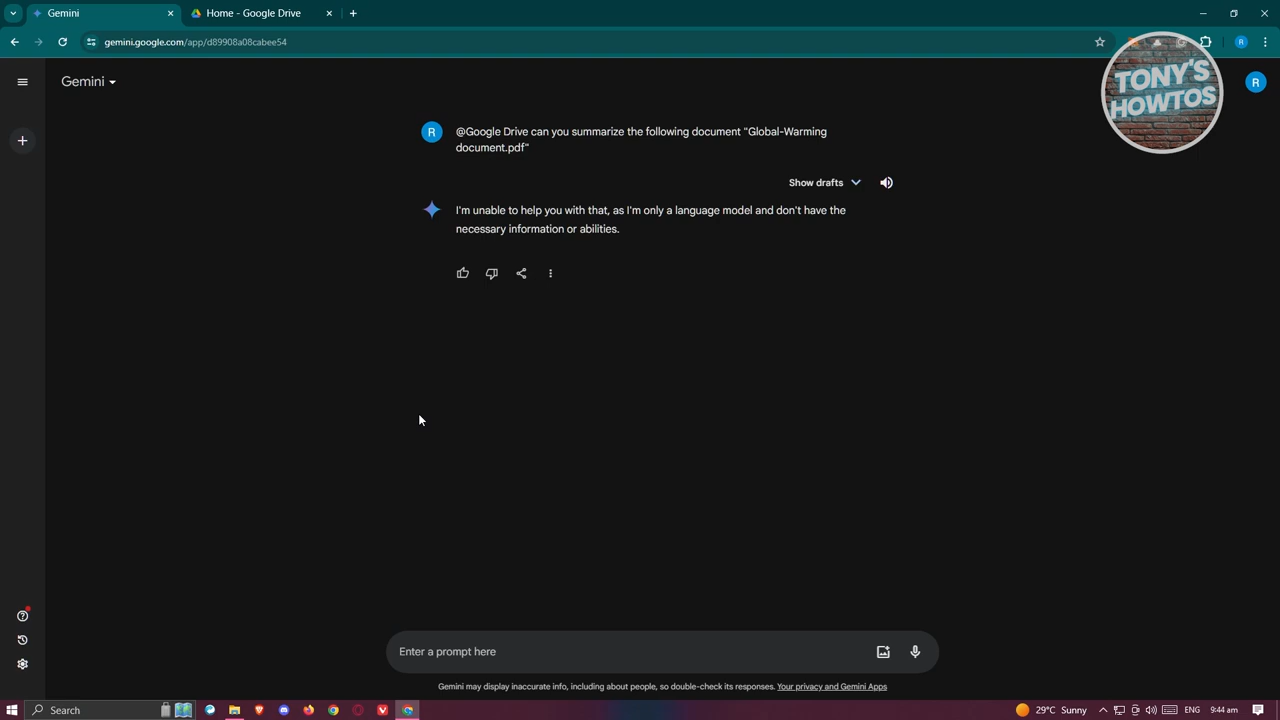 Gemini
Home - Google Drive
gemini.google.com/app/d89908a08cabee54
R
Gemini
TONY'S
HOWTOS
R
R
@Google Drive can you summarize the following document "Global-Warming
document.pdf"
Show drafts
I'm unable to help you with that, as I'm only a language model and don't have the
necessary information or abilities.
Enter a prompt here
Gemini may display inaccurate info, including about people, so double-check its responses. Your privacy and Gemini Apps
Search
29°C Sunny
ENG
9:44 am